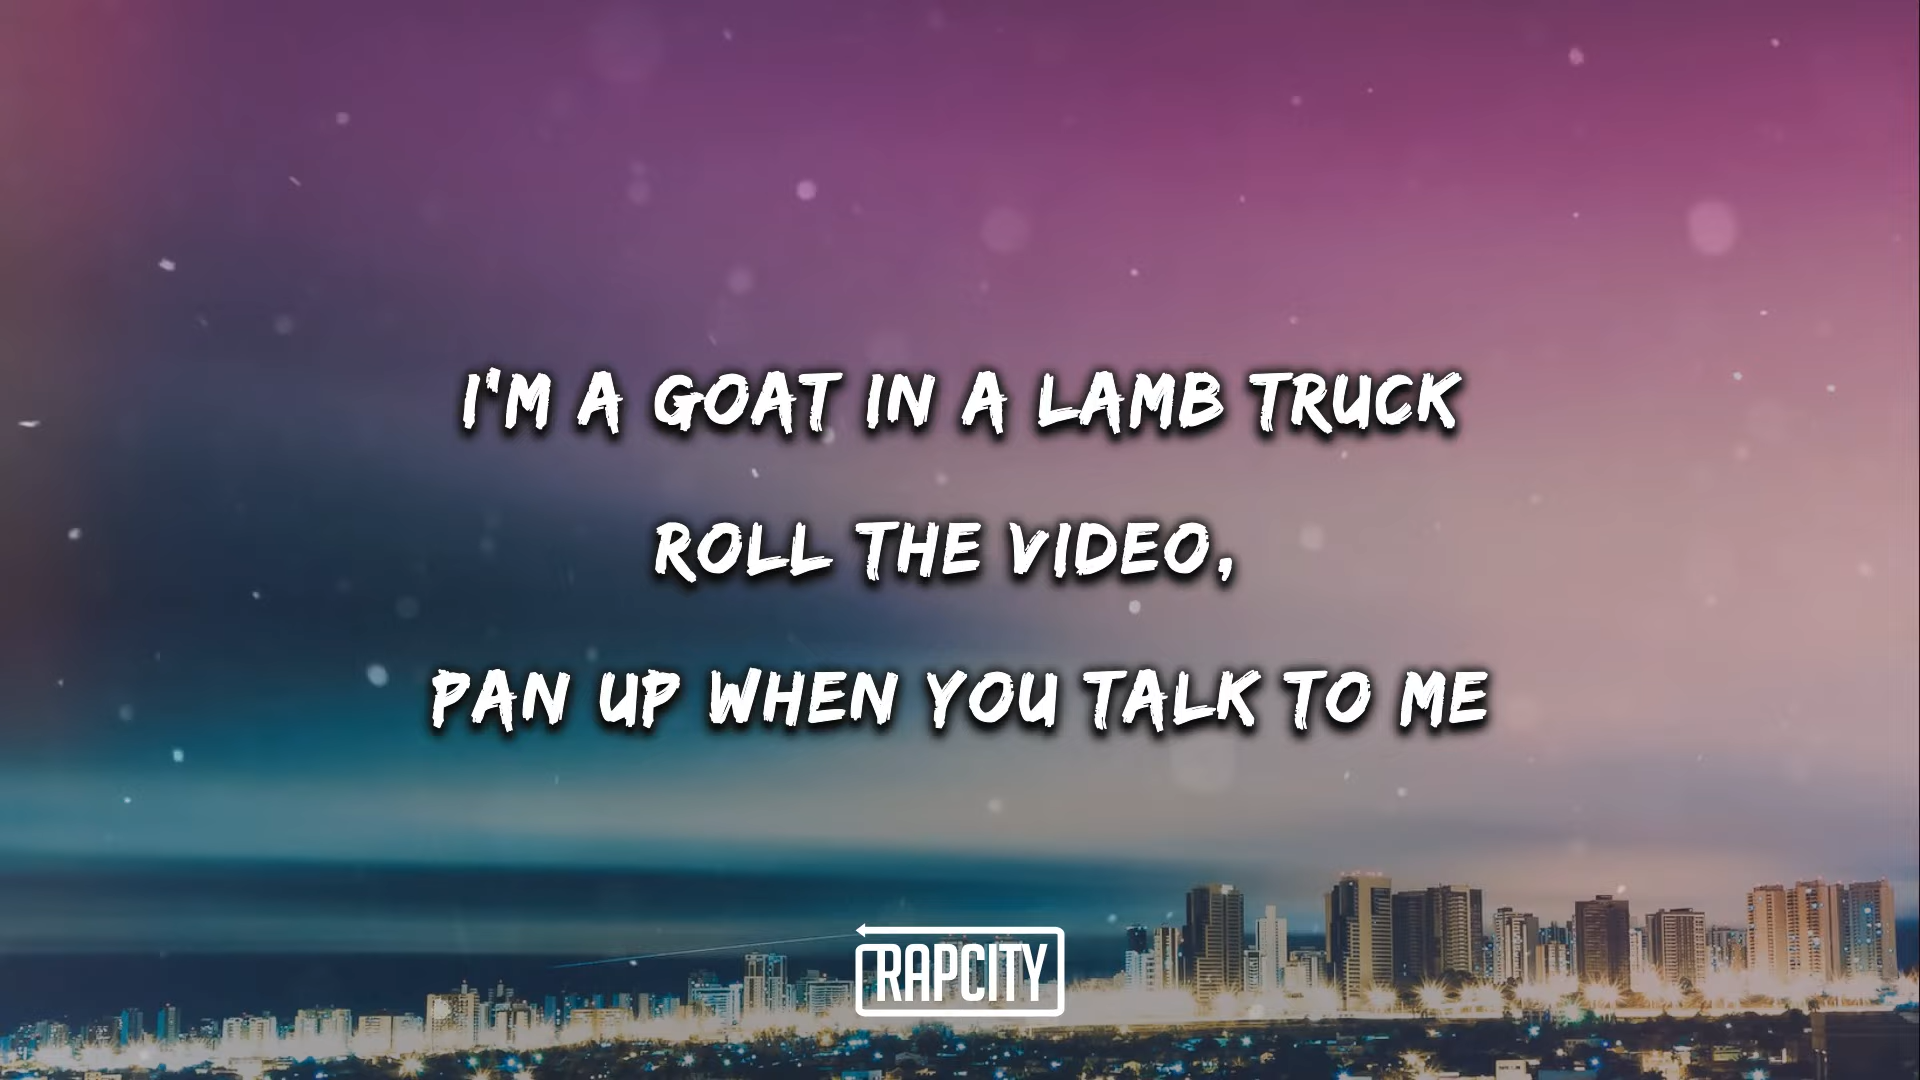 I'M A GOAT IN A LAMB TRUCK
ROLL THE VIDEO,
PAN UP WHEN YOU TALK TO ME
RAPCITY